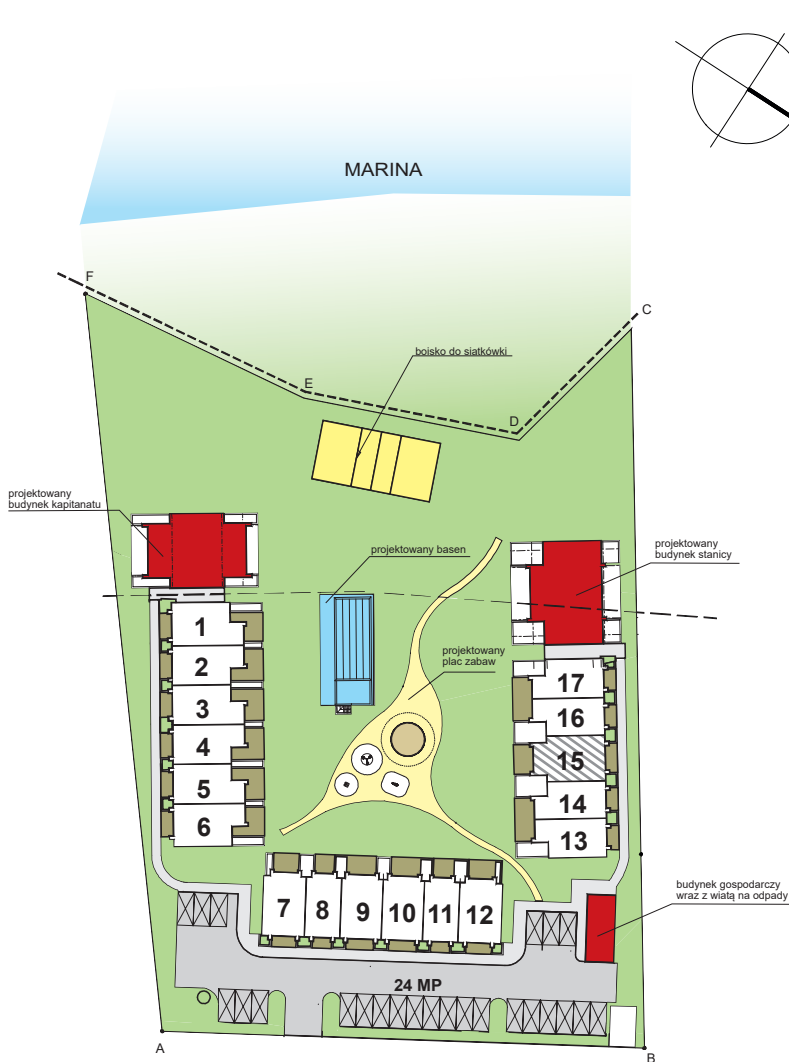 MARINA
F
C
boisko do siatkówki
E
D
projektowany
budynek kapitanatu
projektowany basen
projektowany
budynek stanicy
projektowany
plac zabaw
1
2
3
4
5
6
17
16
15
14
13
7
8
9
10
11
12
budynek gospodarczy
wraz z wiatą na odpady
24 MP
A
B